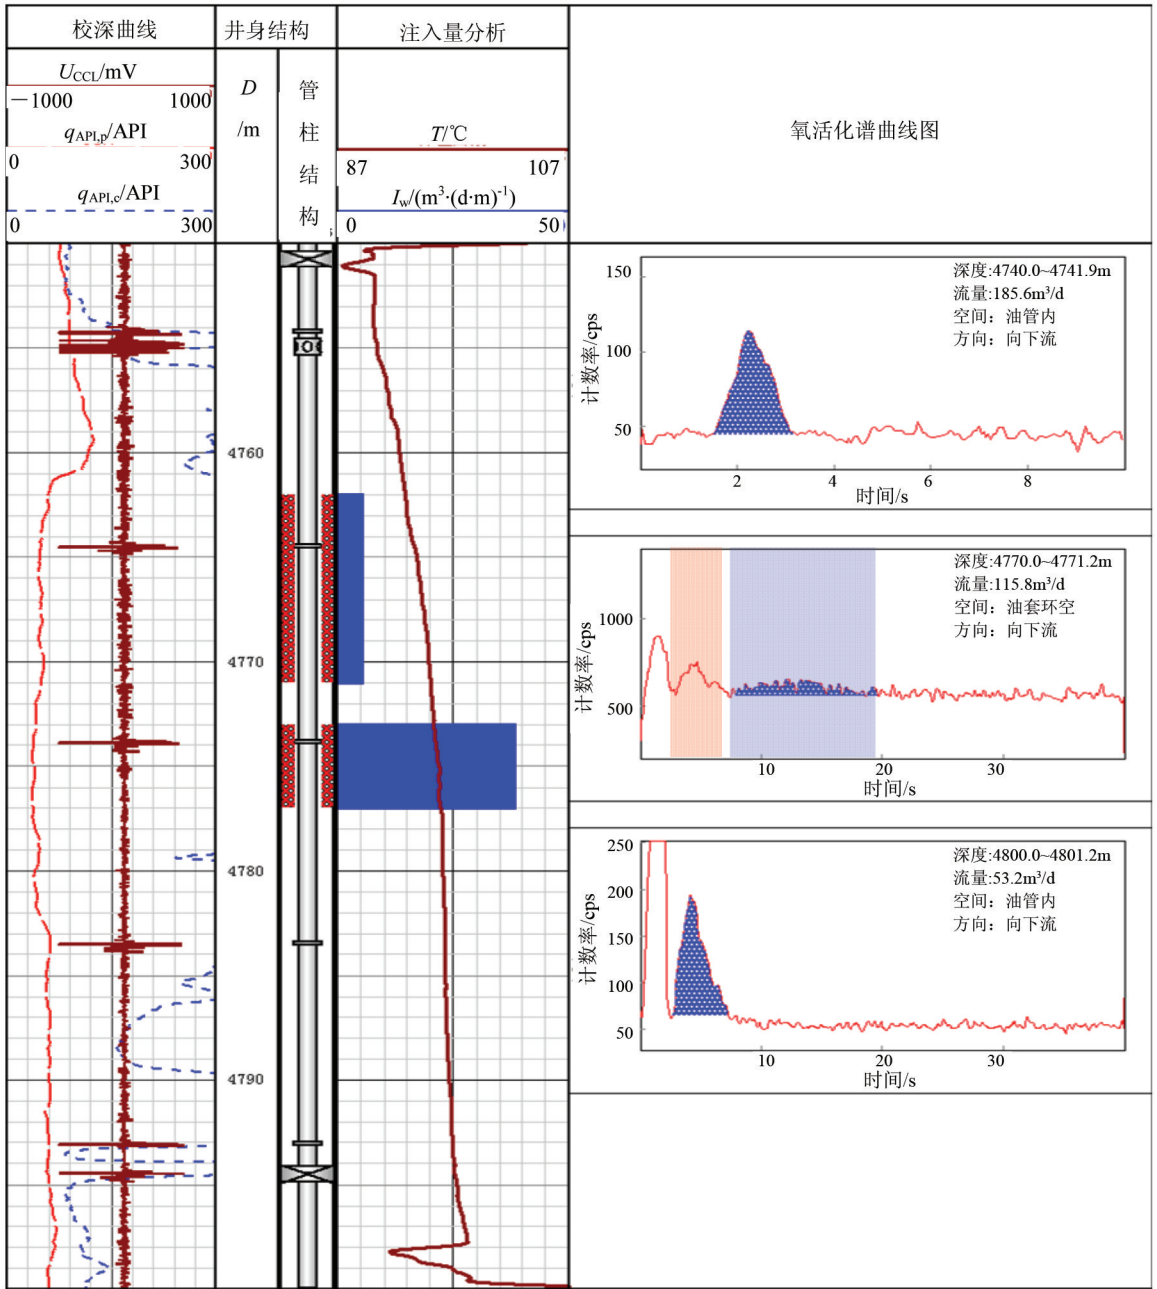 校深曲线
井身结构
注入量分析
U_CCL/mV
－1000 1000
q_API,p/API
0 300
q_API,c/API
0 300
D
/m
管
柱
结
构
T/℃
87 107
I_w/(m³·(d·m)⁻¹)
0 50
氧活化谱曲线图
4760
4770
4780
4790
计数率/cps
150
100
50
深度:4740.0~4741.9m
流量:185.6m³/d
空间：油管内
方向：向下流
2 4 6 8
时间/s
计数率/cps
1000
500
深度:4770.0~4771.2m
流量:115.8m³/d
空间：油套环空
方向：向下流
10 20 30
时间/s
计数率/cps
250
200
150
100
50
深度:4800.0~4801.2m
流量:53.2m³/d
空间：油管内
方向：向下流
10 20 30
时间/s